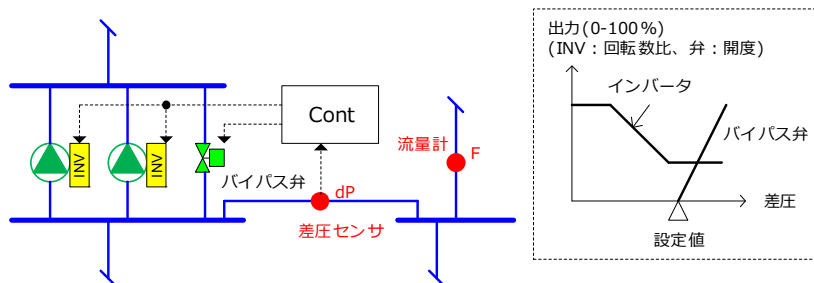 出力(0-100%)
(INV：回転数比、弁：開度)
インバータ
バイパス弁
差圧
設定値
Cont
流量計
F
INV
INV
バイパス弁
dP
差圧センサ